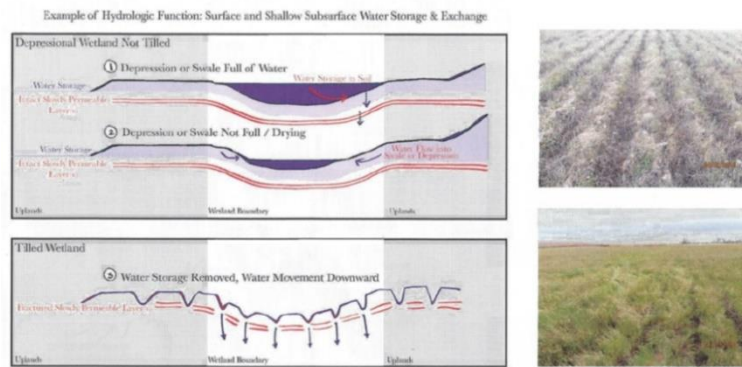 Example of Hydrologic Function: Surface and Shallow Subsurface Water Storage & Exchange
Depressional Wetland Not Tilled
1 Depression or Swale Full of Water
Water Storage in Soil
Water Storage
Intact Slowly Permeable
Layers
2 Depression or Swale Not Full / Drying
Water Storage
Water Flow into
Swale or Depression
Intact Slowly Permeable
Layers
Uplands
Wetland Boundary
Uplands
Tilled Wetland
3 Water Storage Removed, Water Movement Downward
Fractured Slowly Permeable Layers
Uplands
Wetland Boundary
Uplands